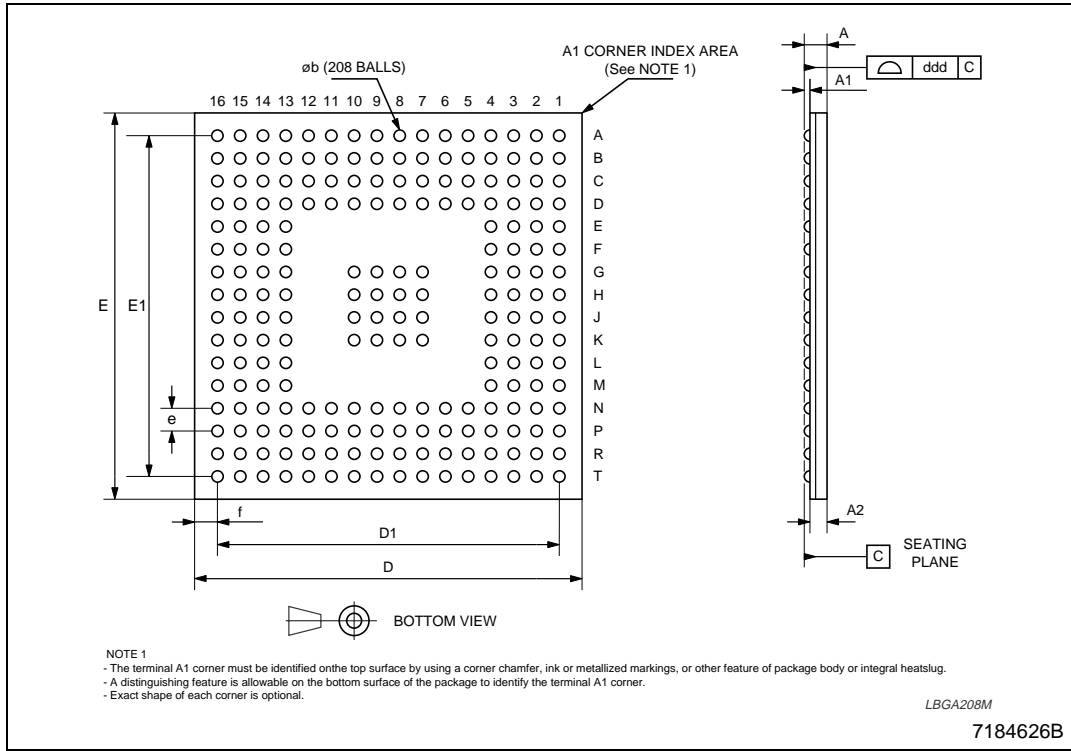 A
A1 CORNER INDEX AREA
(See NOTE 1)
øb (208 BALLS)
ddd C
A1
16 15 14 13 12 11 10 9 8 7 6 5 4 3 2 1
A
B
C
D
E
F
G
H
J
K
L
M
N
P
R
T
E
E1
e
f
D1
D
A2
C
SEATING
PLANE
BOTTOM VIEW
NOTE 1
- The terminal A1 corner must be identified onthe top surface by using a corner chamfer, ink or metallized markings, or other feature of package body or integral heatslug.
- A distinguishing feature is allowable on the bottom surface of the package to identify the terminal A1 corner.
- Exact shape of each corner is optional.
LBGA208M
7184626B